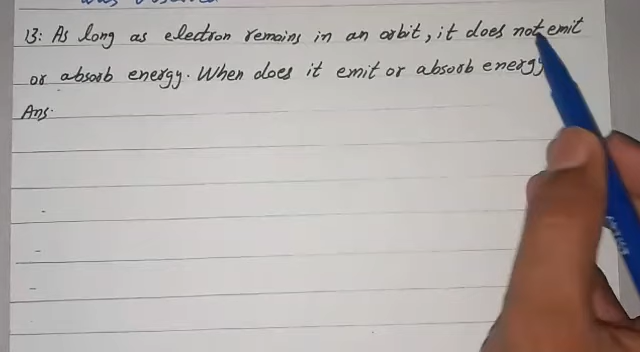 13: As long as electron remains in an orbit, it does not emit
or absorb energy. When does it emit or absorb energy
Ans.